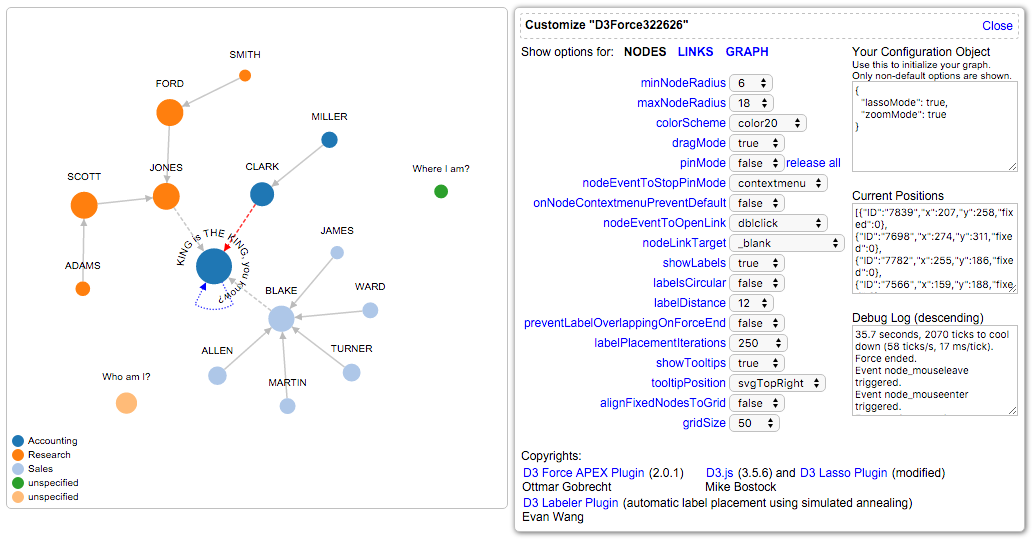 SMITH
FORD
MILLER
JONES
CLARK
Where I am?
SCOTT
KING is THE KING, you know?
JAMES
ADAMS
BLAKE
WARD
ALLEN
TURNER
MARTIN
Who am I?
Accounting
Research
Sales
unspecified
unspecified
Customize "D3Force322626"
Close
Show options for: NODES LINKS GRAPH
minNodeRadius 6
maxNodeRadius 18
colorScheme color20
dragMode true
pinMode false release all
nodeEventToStopPinMode contextmenu
onNodeContextmenuPreventDefault false
nodeEventToOpenLink dblclick
nodeLinkTarget _blank
showLabels true
labelsCircular false
labelDistance 12
preventLabelOverlappingOnForceEnd false
labelPlacementIterations 250
showTooltips true
tooltipPosition svgTopRight
alignFixedNodesToGrid false
gridSize 50
Your Configuration Object
Use this to initialize your graph.
Only non-default options are shown.
{
"lassoMode": true,
"zoomMode": true
}
Current Positions
[{"ID":"7839","x":207,"y":258,"fix
ed":0},
{"ID":"7698","x":274,"y":311,"fix
ed":0},
{"ID":"7782","x":255,"y":186,"fix
ed":0},
{"ID":"7566","x":159,"y":188,"fixe
Debug Log (descending)
35.7 seconds, 2070 ticks to cool
down (58 ticks/s, 17 ms/tick).
Force ended.
Event node_mouseleave
triggered.
Event node_mouseenter
triggered.
Copyrights:
D3 Force APEX Plugin (2.0.1)
Ottmar Gobrecht
D3.js (3.5.6) and D3 Lasso Plugin (modified)
Mike Bostock
D3 Labeler Plugin (automatic label placement using simulated annealing)
Evan Wang